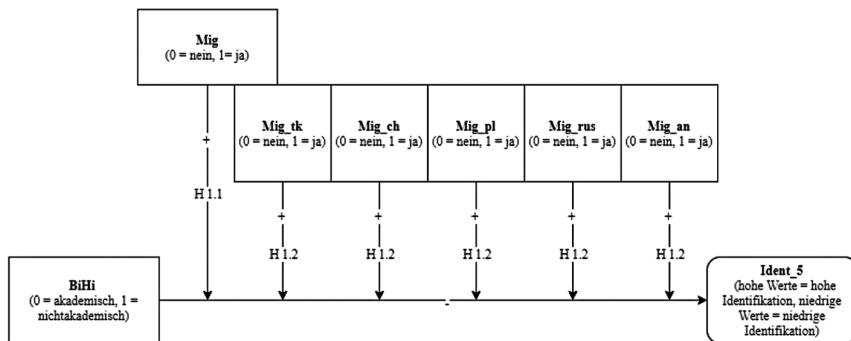 Mig
(0 = nein, 1= ja)
Mig_tk
(0 = nein, 1 = ja)
Mig_ch
(0 = nein, 1 = ja)
Mig_pl
(0 = nein, 1 = ja)
Mig_rus
(0 = nein, 1 = ja)
Mig_an
(0 = nein, 1 = ja)
+
H 1.1
+
H 1.2
+
H 1.2
+
H 1.2
+
H 1.2
+
H 1.2
BiHi
(0 = akademisch, 1 =
nichtakademisch)
-
Ident_5
(hohe Werte = hohe
Identifikation, niedrige
Werte = niedrige
Identifikation)